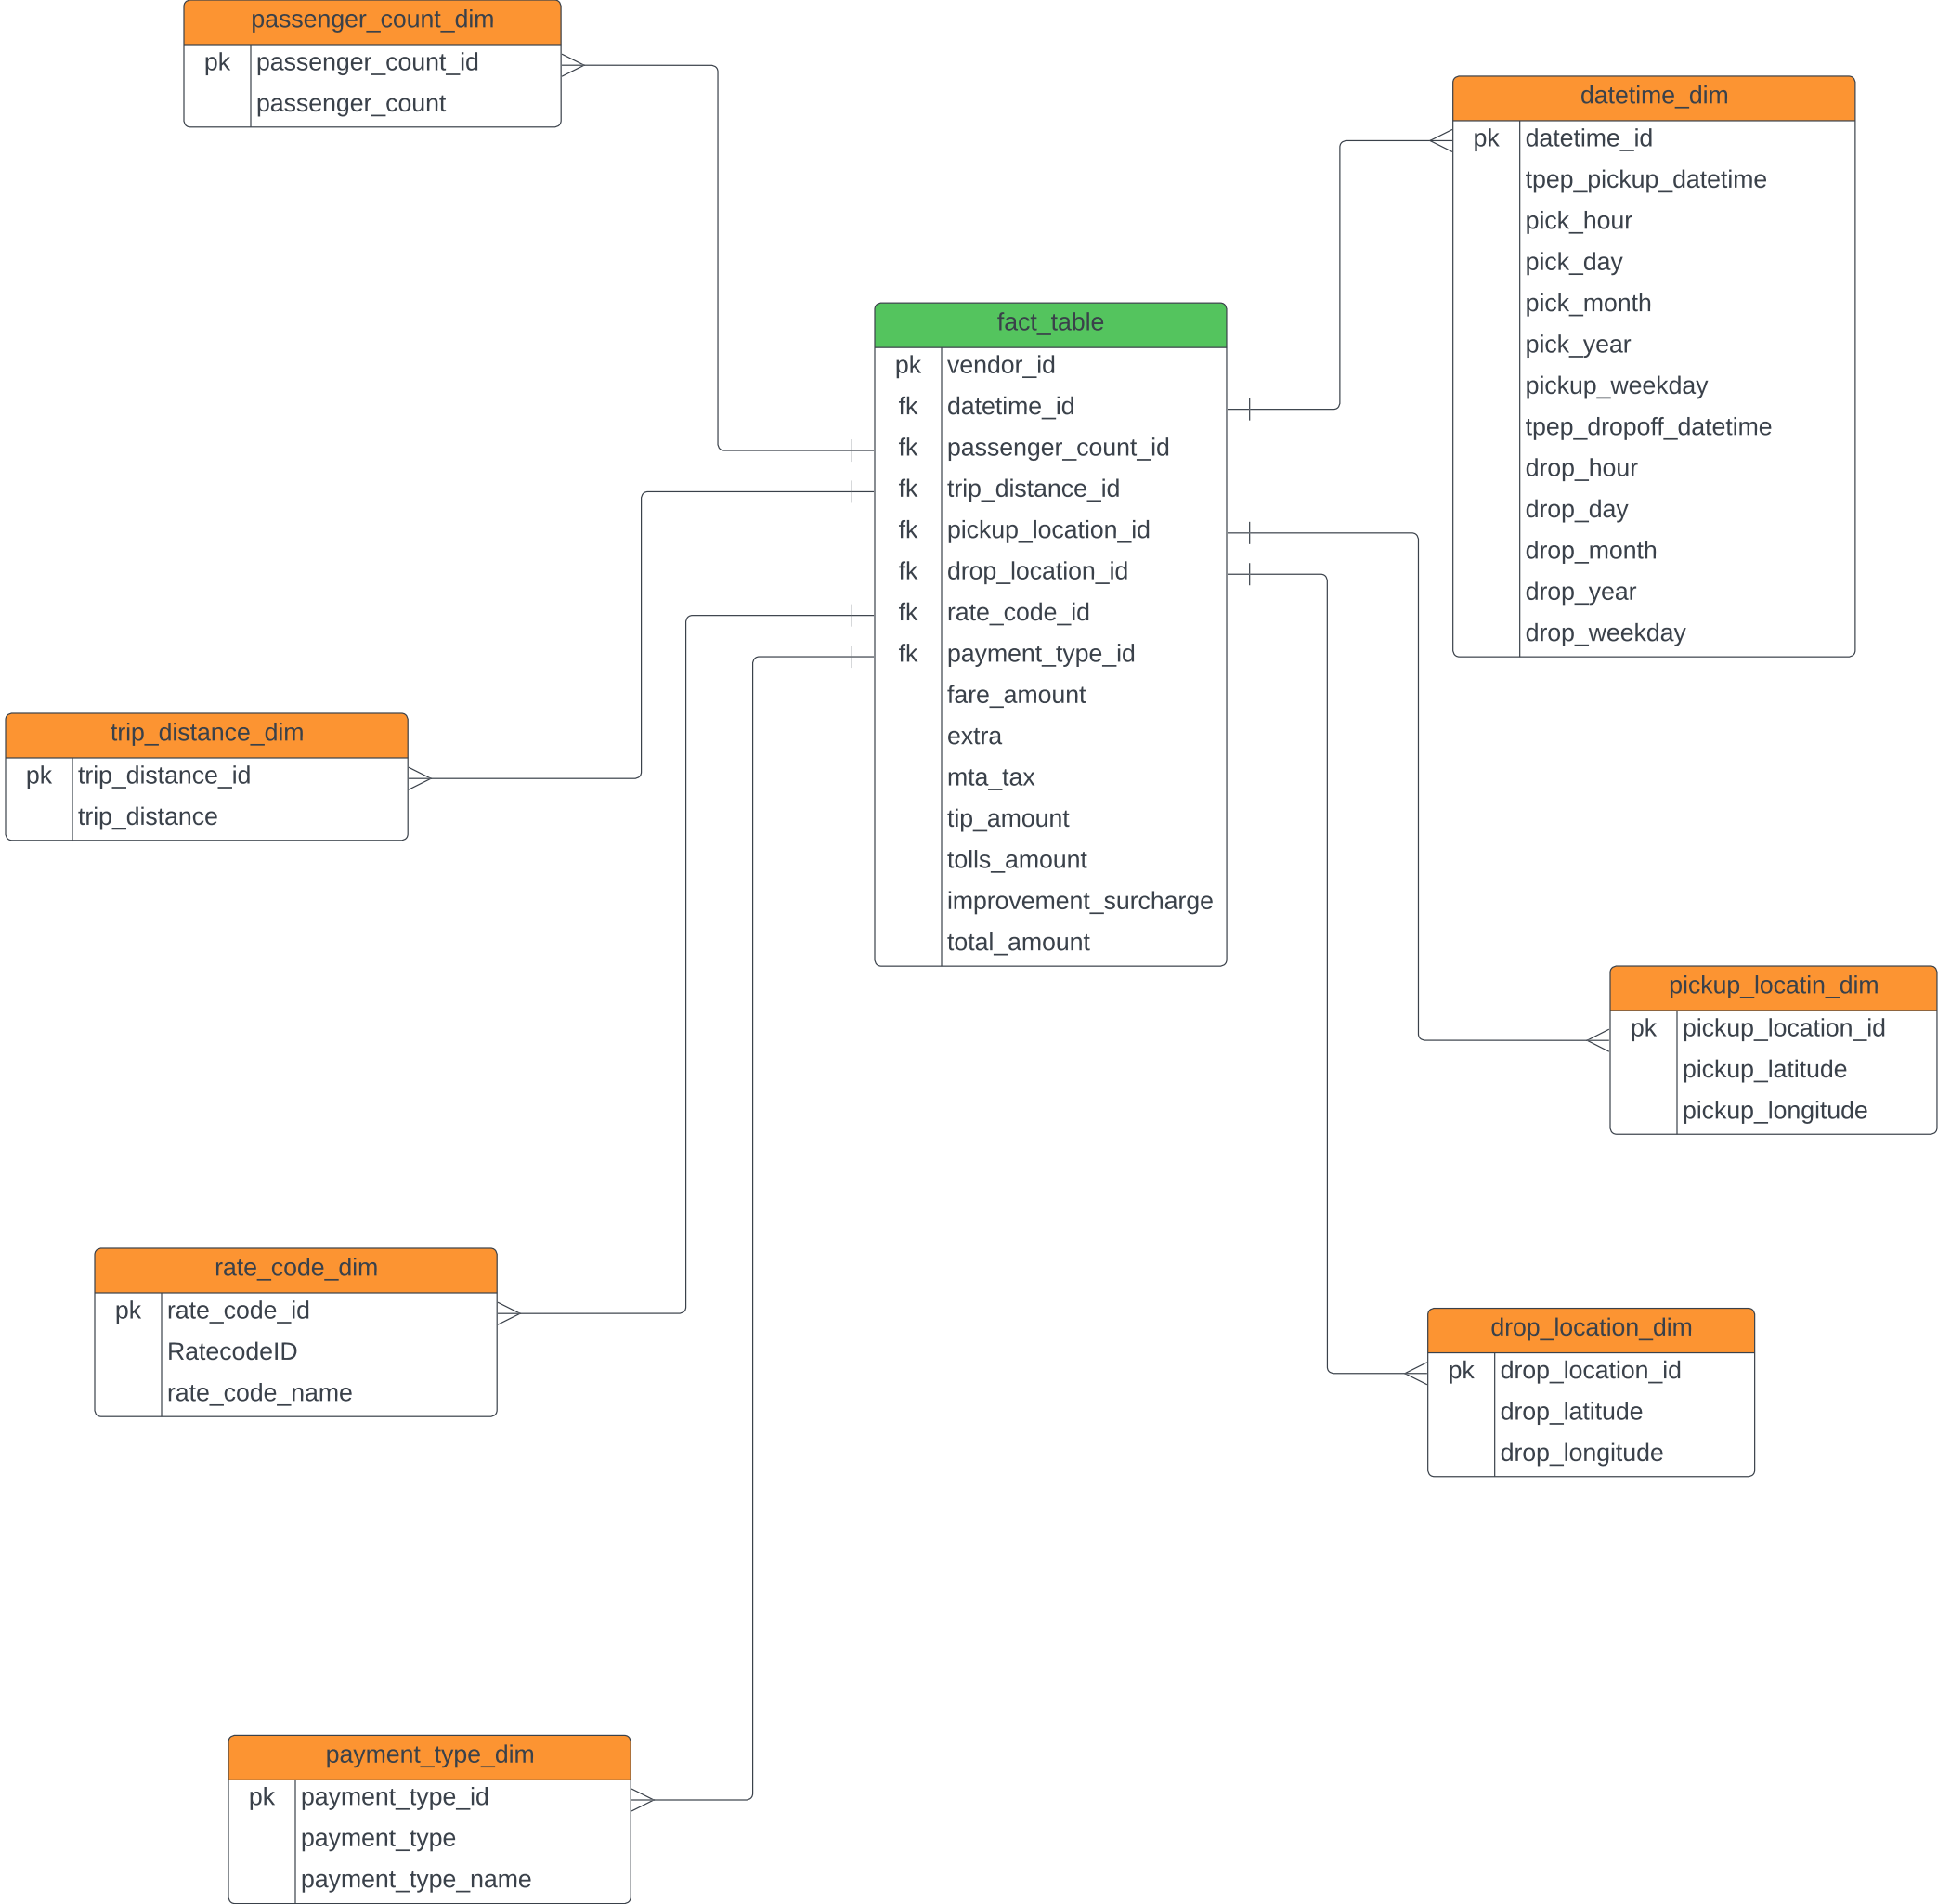 passenger_count_dim
pk passenger_count_id
passenger_count
datetime_dim
pk datetime_id
tpep_pickup_datetime
pick_hour
pick_day
pick_month
pick_year
pickup_weekday
tpep_dropoff_datetime
drop_hour
drop_day
drop_month
drop_year
drop_weekday
fact_table
pk vendor_id
fk datetime_id
fk passenger_count_id
fk trip_distance_id
fk pickup_location_id
fk drop_location_id
fk rate_code_id
fk payment_type_id
fare_amount
extra
mta_tax
tip_amount
tolls_amount
improvement_surcharge
total_amount
trip_distance_dim
pk trip_distance_id
trip_distance
pickup_locatin_dim
pk pickup_location_id
pickup_latitude
pickup_longitude
rate_code_dim
pk rate_code_id
RatecodeID
rate_code_name
drop_location_dim
pk drop_location_id
drop_latitude
drop_longitude
payment_type_dim
pk payment_type_id
payment_type
payment_type_name